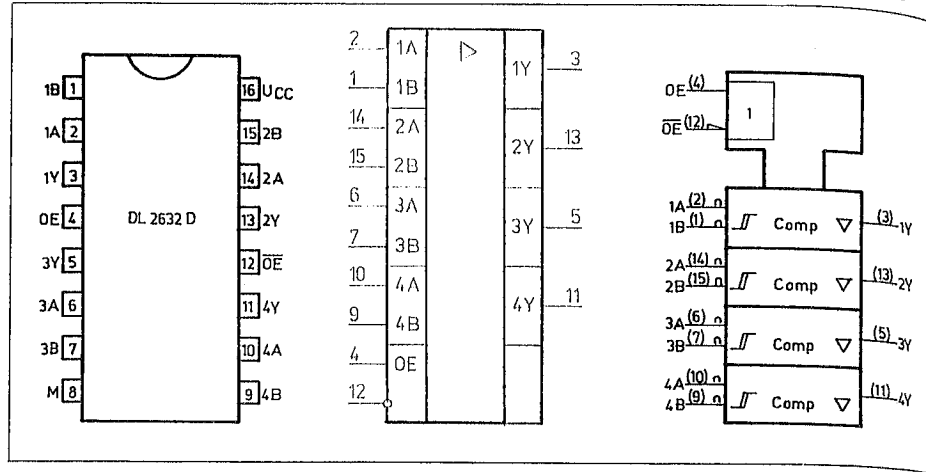 1B 1 16 UCC
1A 2 15 2B
1Y 3 14 2A
OE 4 13 2Y
3Y 5 12 OE
3A 6 11 4Y
3B 7 10 4A
M 8 9 4B
DL 2632 D
2 1A 1Y 3
1 1B
14 2A 2Y 13
15 2B
6 3A 3Y 5
7 3B
10 4A 4Y 11
9 4B
4 OE
12
OE (4)
1
OE (12)
1A (2)
1B (1) Comp (3) 1Y
2A (14)
2B (15) Comp (13) 2Y
3A (6)
3B (7) Comp (5) 3Y
4A (10)
4B (9) Comp (11) 4Y